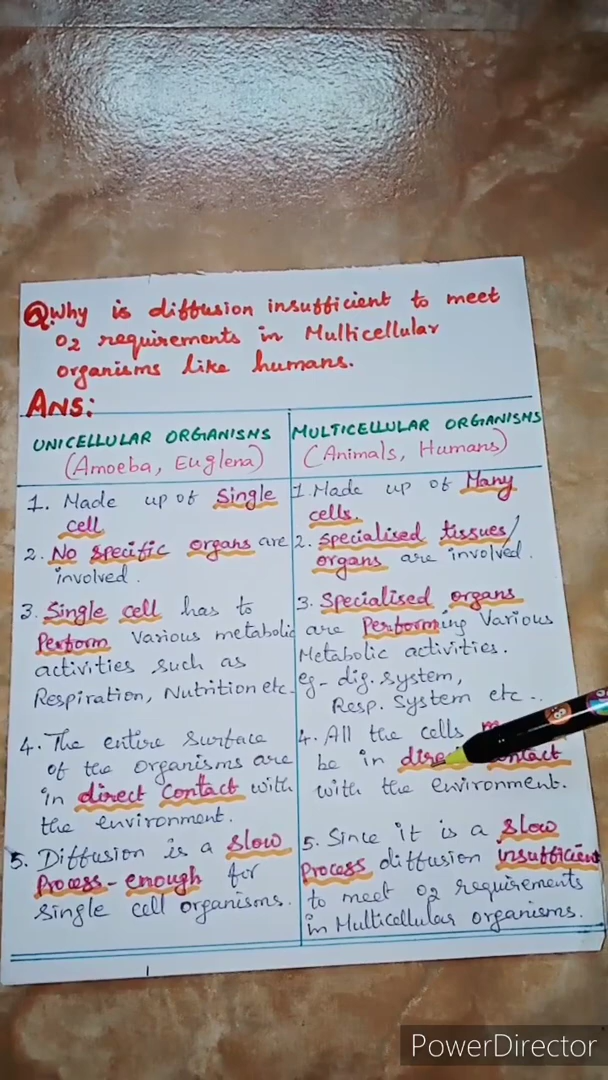 Q. Why is diffusion insufficient to meet
O2 requirements in Multicellular
organisms like humans.
Ans:
UNICELLULAR ORGANISMS
(Amoeba, Euglena)
1. Made up of Single
cell
2. No specific organs are
involved.
3. Single cell has to
Perform various metabolic
activities such as
Respiration, Nutrition etc.
4. The entire surface
of the organisms are
in direct contact with
the environment.
5. Diffusion is a slow
Process - enough for
single cell organisms.
MULTICELLULAR ORGANISMS
(Animals, Humans)
1. Made up of Many
cells.
2. specialised tissues/
organs are involved.
3. Specialised organs
are Performing Various
Metabolic activities.
eg- dig. system,
Resp. System etc..
4. All the cells
be in
with the environment.
5. Since it is a slow
Process diffusion insufficient
to meet O2 requirements
in Multicellular organisms.
PowerDirector